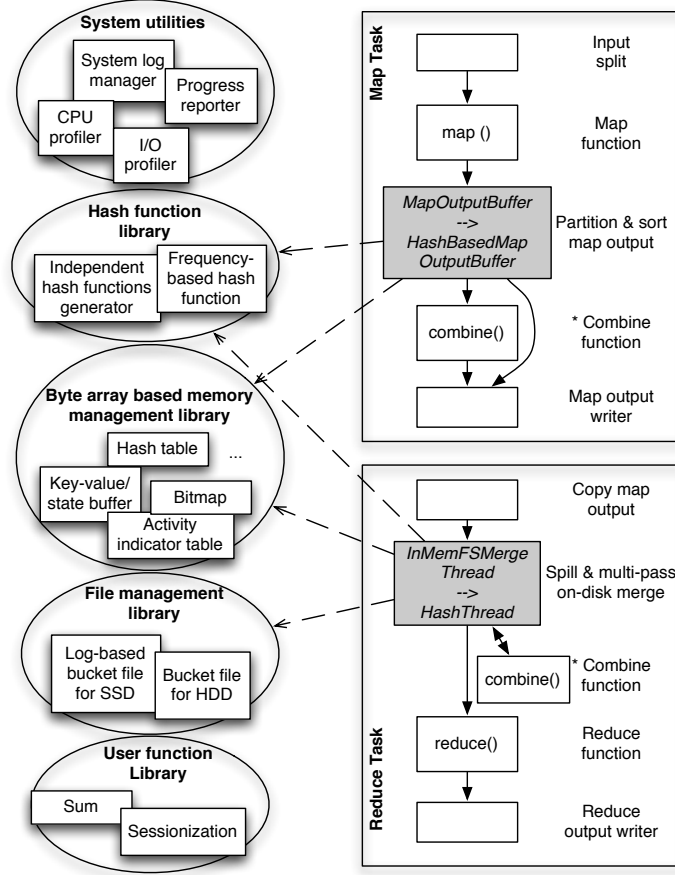 System utilities
System log
manager
Progress
reporter
CPU
profiler
I/O
profiler
Hash function
library
Independent
hash functions
generator
Frequency-
based hash
function
Byte array based memory
management library
Hash table
...
Key-value/
state buffer
Bitmap
Activity
indicator table
File management
library
Log-based
bucket file
for SSD
Bucket file
for HDD
User function
Library
Sum
Sessionization
Map Task
Input
split
map ()
Map
function
MapOutputBuffer
-->
HashBasedMap
OutputBuffer
Partition & sort
map output
combine()
* Combine
function
Map output
writer
Reduce Task
Copy map
output
InMemFSMerge
Thread
-->
HashThread
Spill & multi-pass
on-disk merge
combine()
* Combine
function
reduce()
Reduce
function
Reduce
output writer